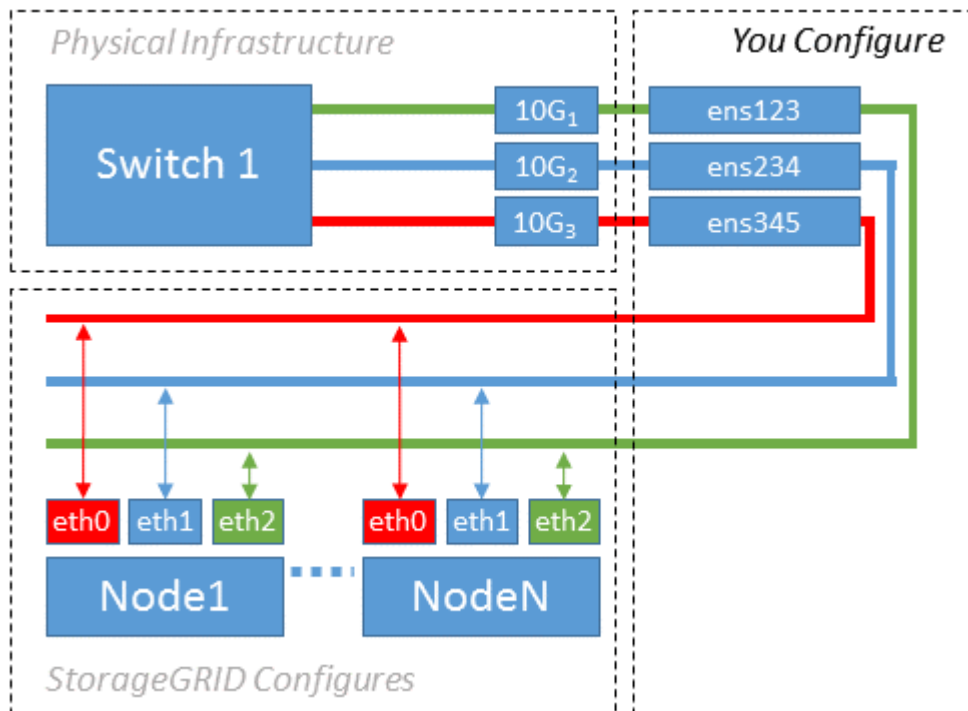 Physical Infrastructure
You Configure
Switch 1
10G₁
ens123
10G₂
ens234
10G₃
ens345
eth0
eth1
eth2
eth0
eth1
eth2
Node1
NodeN
StorageGRID Configures